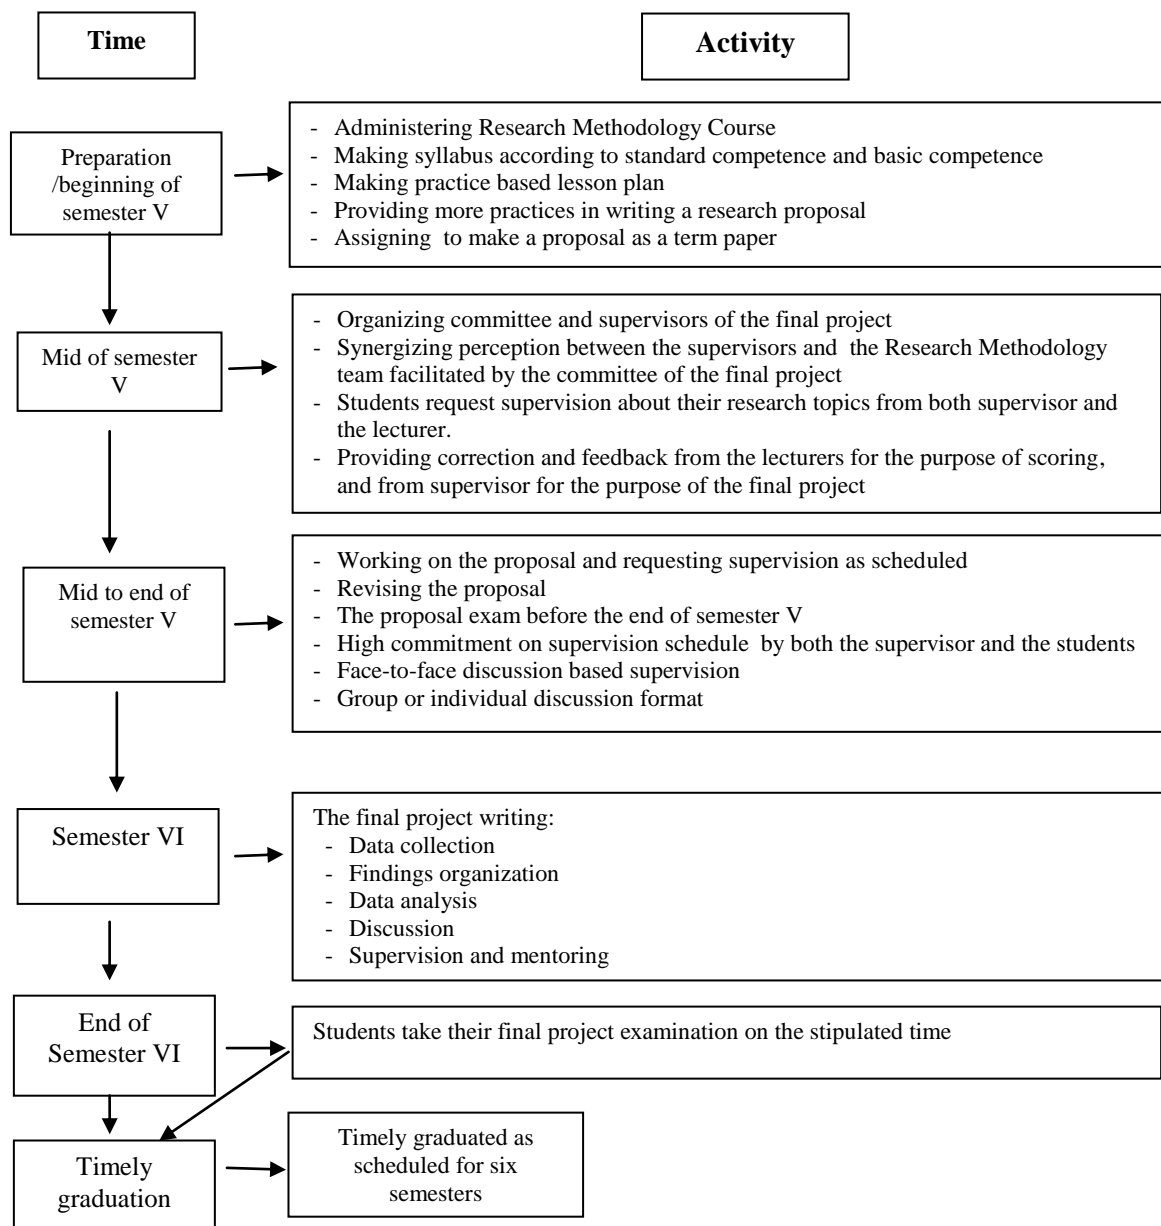 Time
Activity
Preparation
/beginning of
semester V
- Administering Research Methodology Course
- Making syllabus according to standard competence and basic competence
- Making practice based lesson plan
- Providing more practices in writing a research proposal
- Assigning to make a proposal as a term paper
Mid of semester
V
- Organizing committee and supervisors of the final project
- Synergizing perception between the supervisors and the Research Methodology
team facilitated by the committee of the final project
- Students request supervision about their research topics from both supervisor and
the lecturer.
- Providing correction and feedback from the lecturers for the purpose of scoring,
and from supervisor for the purpose of the final project
Mid to end of
semester V
- Working on the proposal and requesting supervision as scheduled
- Revising the proposal
- The proposal exam before the end of semester V
- High commitment on supervision schedule by both the supervisor and the students
- Face-to-face discussion based supervision
- Group or individual discussion format
Semester VI
The final project writing:
- Data collection
- Findings organization
- Data analysis
- Discussion
- Supervision and mentoring
End of
Semester VI
Students take their final project examination on the stipulated time
Timely
graduation
Timely graduated as
scheduled for six
semesters